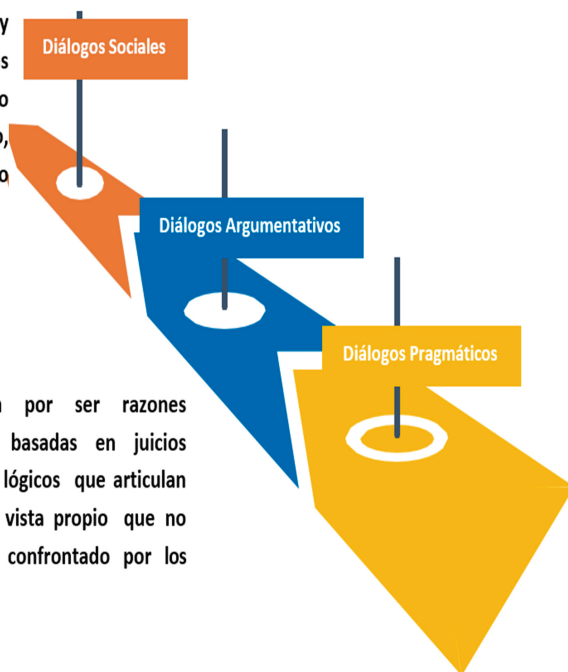 y
s
o
o,
o
Diálogos Sociales
Diálogos Argumentativos
Diálogos Pragmáticos
por ser razones
basadas en juicios
lógicos que articulan
vista propio que no
confrontado por los